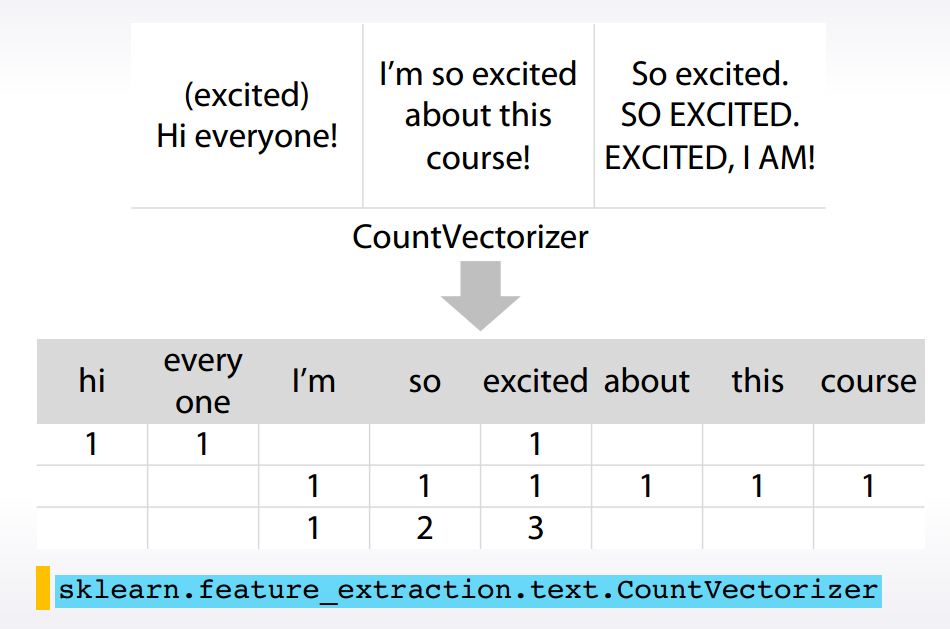 (excited)
Hi everyone!
I'm so excited
about this
course!
So excited.
SO EXCITED.
EXCITED, I AM!
CountVectorizer
hi every one I'm so excited about this course
1 1 1
1 1 1 1 1 1
1 2 3
sklearn.feature_extraction.text.CountVectorizer